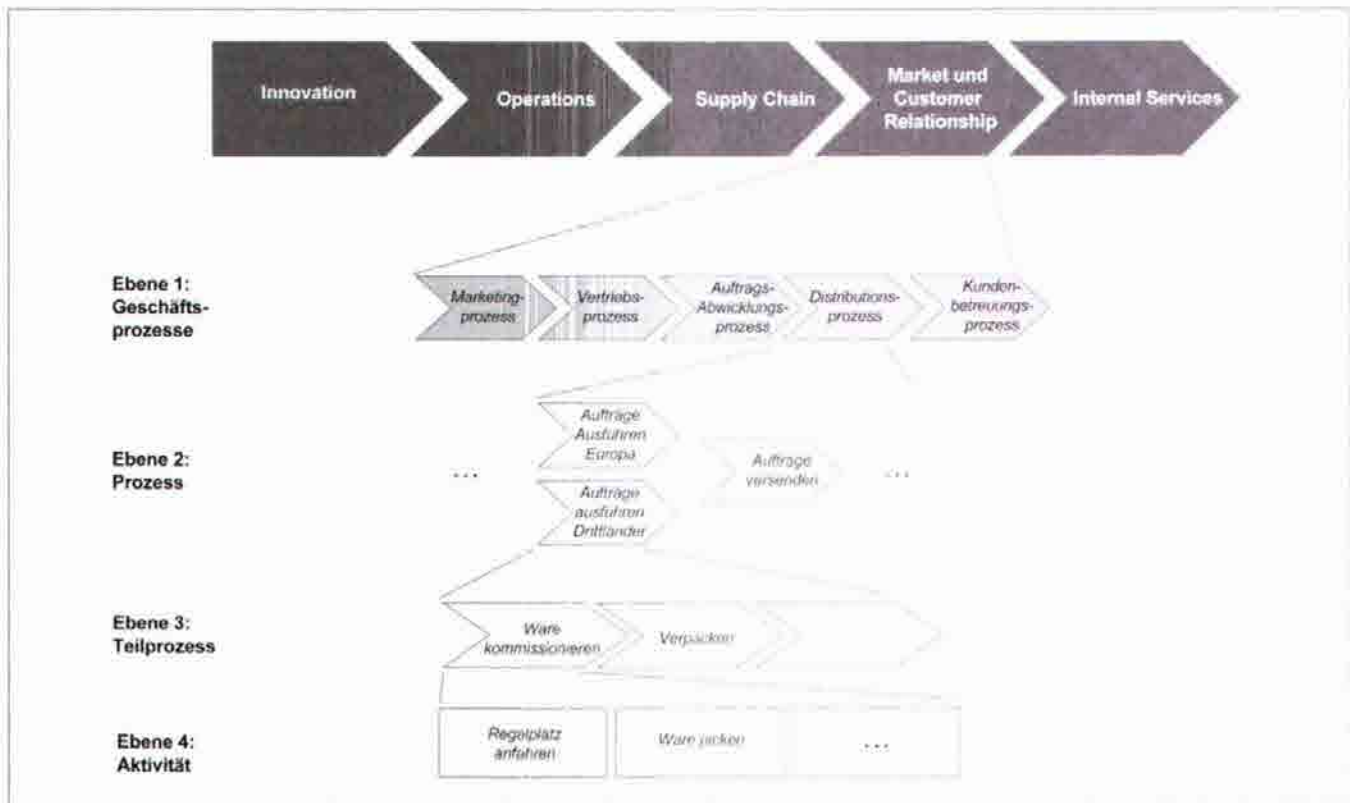 Innovation
Operations
Supply Chain
Market und
Customer
Relationship
Internal Services
Ebene 1:
Geschäfts-
prozesse
Marketing-
prozess
Vertriebs-
prozess
Auftrags-
Abwicklungs-
prozess
Distributions-
prozess
Kunden-
betreuungs-
prozess
Ebene 2:
Prozess
...
Aufträge
Ausführen
Europa
Aufträge
ausführen
Drittländer
Aufträge
versenden
...
Ebene 3:
Teilprozess
Ware
kommissionieren
Verpacken
Ebene 4:
Aktivität
Regelplatz
anfahren
Ware picken
...